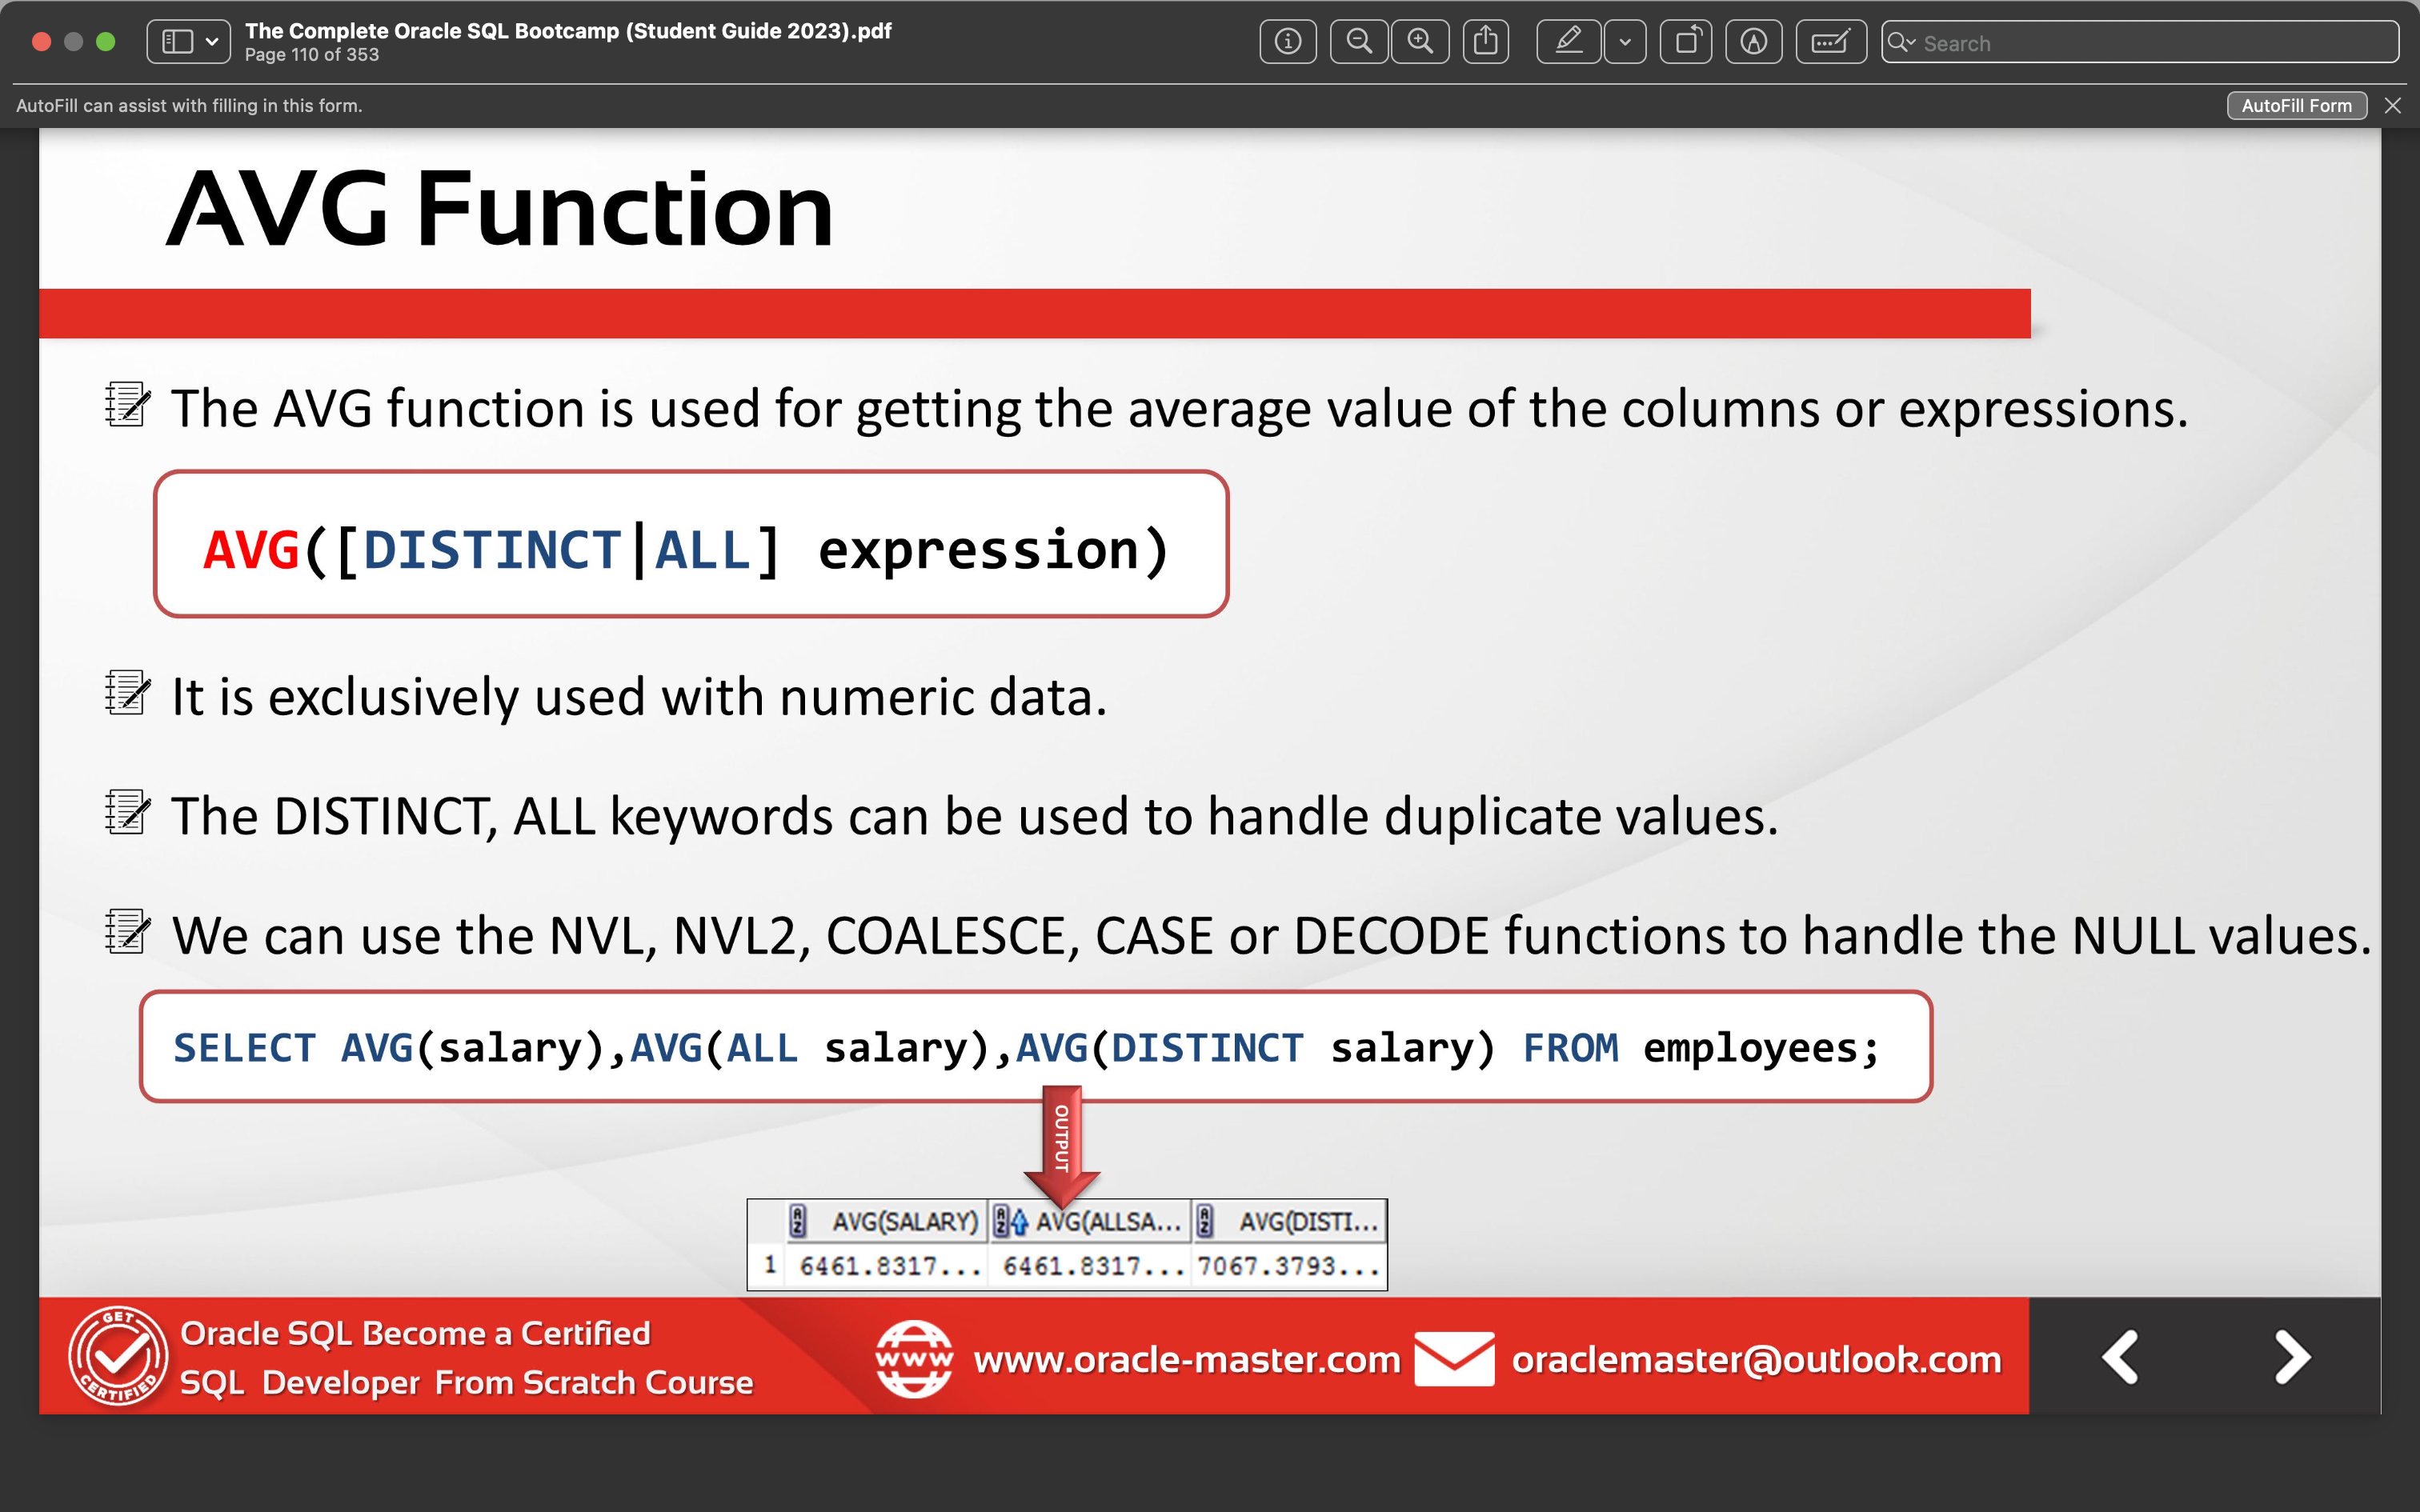 The Complete Oracle SQL Bootcamp (Student Guide 2023).pdf
Page 110 of 353
Search
AutoFill can assist with filling in this form.
AutoFill Form
AVG Function
The AVG function is used for getting the average value of the columns or expressions.
AVG([DISTINCT|ALL] expression)
It is exclusively used with numeric data.
The DISTINCT, ALL keywords can be used to handle duplicate values.
We can use the NVL, NVL2, COALESCE, CASE or DECODE functions to handle the NULL values.
SELECT AVG(salary),AVG(ALL salary),AVG(DISTINCT salary) FROM employees;
OUTPUT
AVG(SALARY) AVG(ALLSA... AVG(DISTI...
1 6461.8317... 6461.8317... 7067.3793...
GET CERTIFIED
Oracle SQL Become a Certified
SQL Developer From Scratch Course
www
www.oracle-master.com
oraclemaster@outlook.com